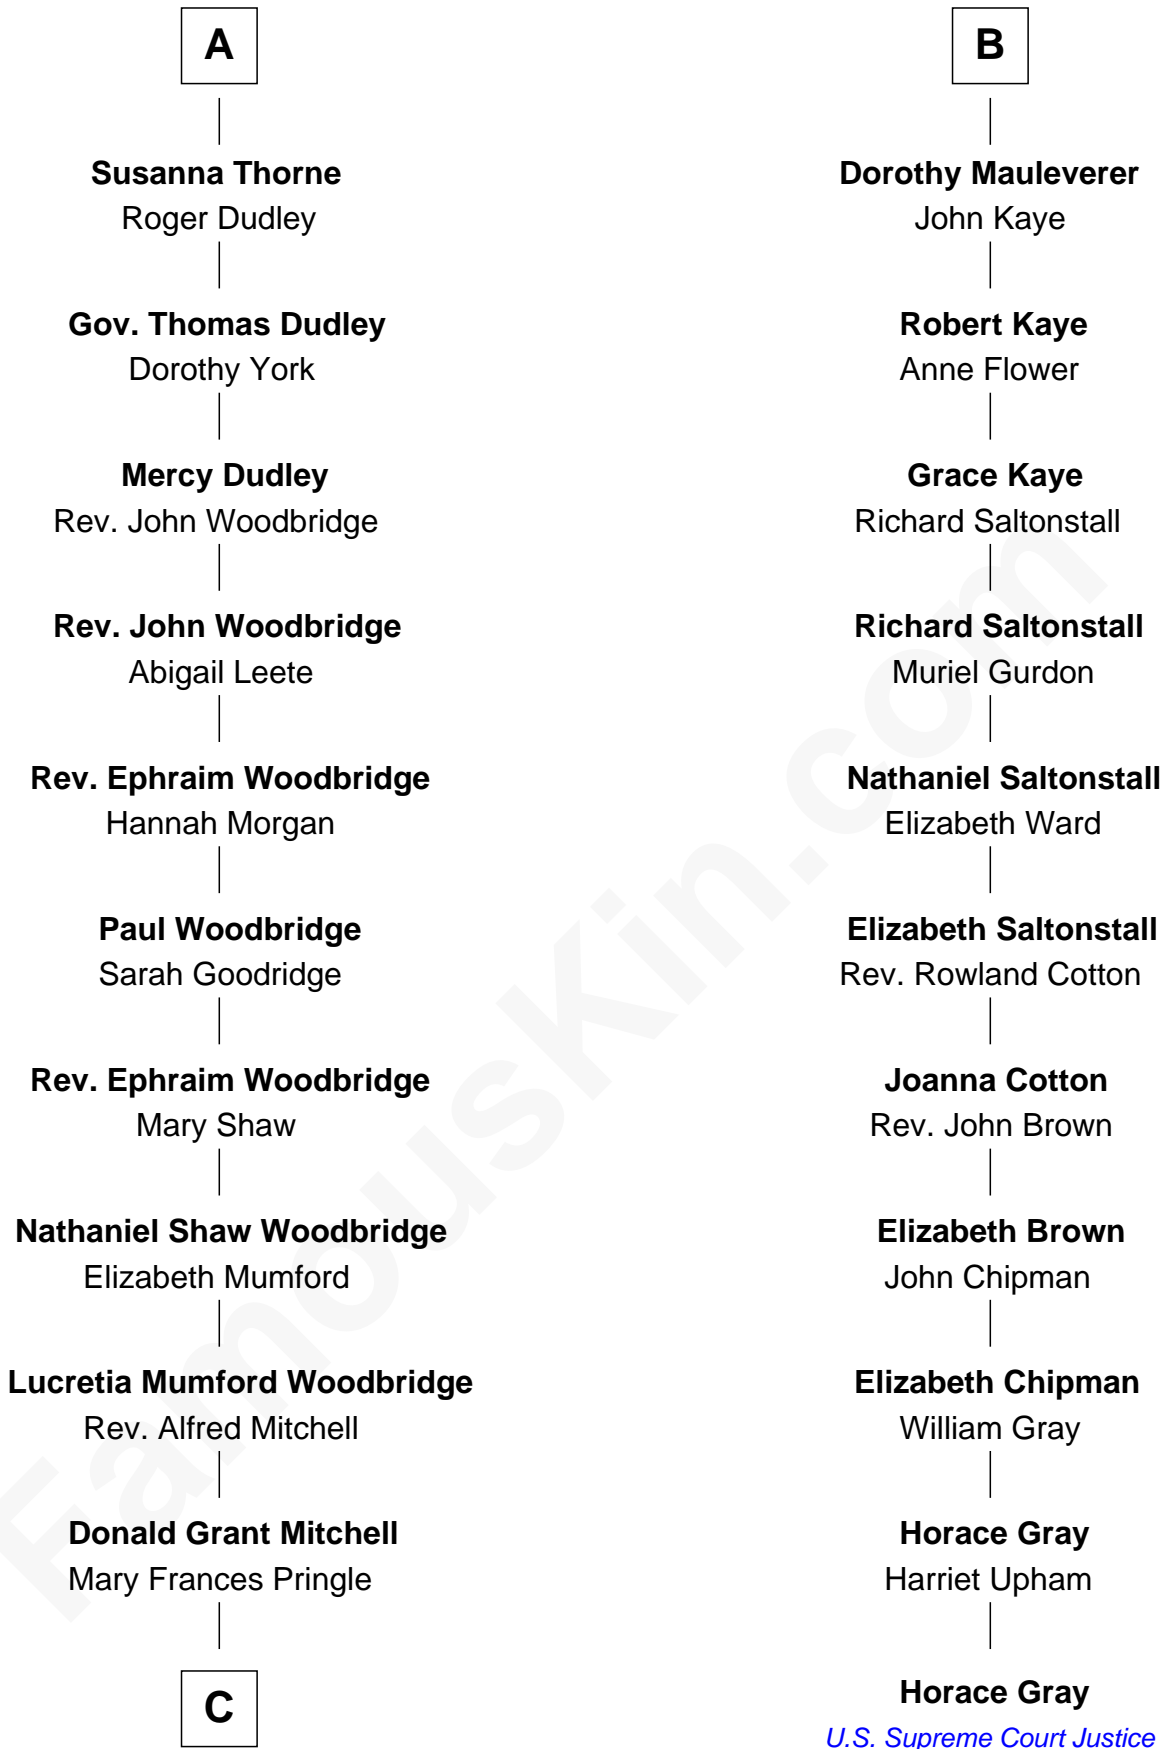 A
Susanna Thorne
Roger Dudley
Gov. Thomas Dudley
Dorothy York
Mercy Dudley
Rev. John Woodbridge
Rev. John Woodbridge
Abigail Leete
Rev. Ephraim Woodbridge
Hannah Morgan
Paul Woodbridge
Sarah Goodridge
Rev. Ephraim Woodbridge
Mary Shaw
Nathaniel Shaw Woodbridge
Elizabeth Mumford
Lucretia Mumford Woodbridge
Rev. Alfred Mitchell
Donald Grant Mitchell
Mary Frances Pringle
C
B
Dorothy Mauleverer
John Kaye
Robert Kaye
Anne Flower
Grace Kaye
Richard Saltonstall
Richard Saltonstall
Muriel Gurdon
Nathaniel Saltonstall
Elizabeth Ward
Elizabeth Saltonstall
Rev. Rowland Cotton
Joanna Cotton
Rev. John Brown
Elizabeth Brown
John Chipman
Elizabeth Chipman
William Gray
Horace Gray
Harriet Upham
Horace Gray
U.S. Supreme Court Justice
FamousKin.com